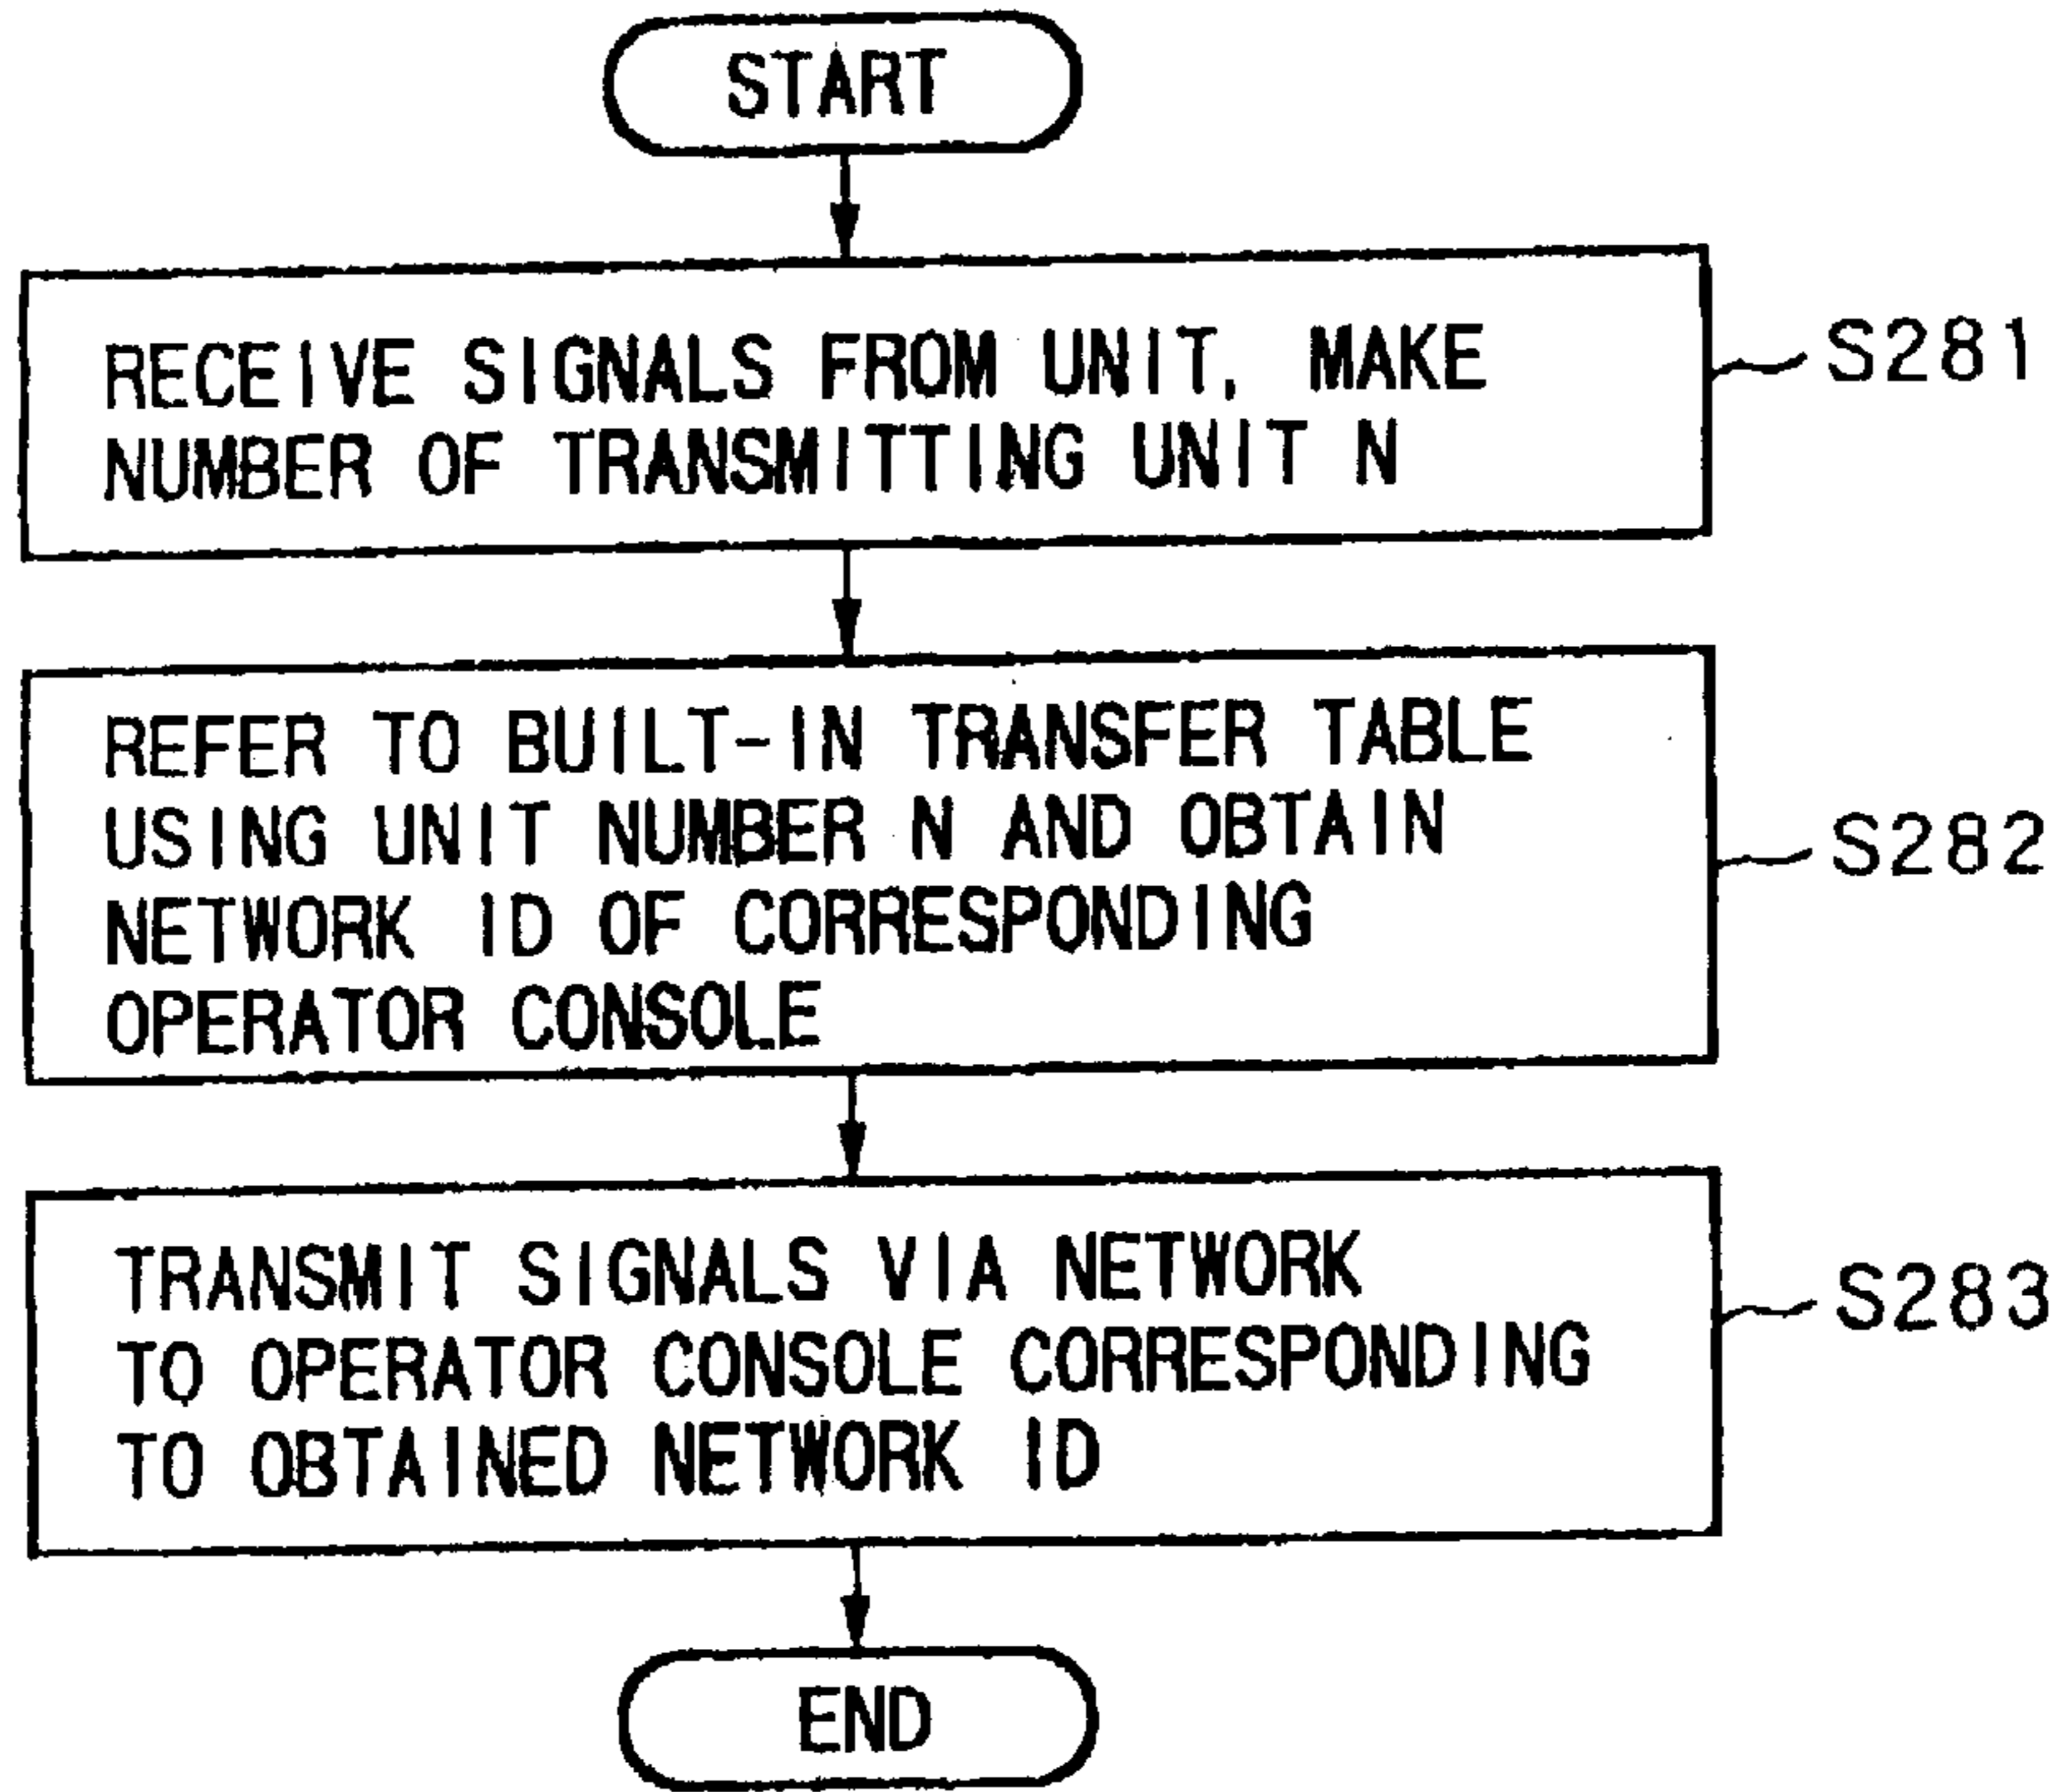 START
RECEIVE SIGNALS FROM UNIT, MAKE
NUMBER OF TRANSMITTING UNIT N
S281
REFER TO BUILT-IN TRANSFER TABLE
USING UNIT NUMBER N AND OBTAIN
NETWORK ID OF CORRESPONDING
OPERATOR CONSOLE
S282
TRANSMIT SIGNALS VIA NETWORK
TO OPERATOR CONSOLE CORRESPONDING
TO OBTAINED NETWORK ID
S283
END